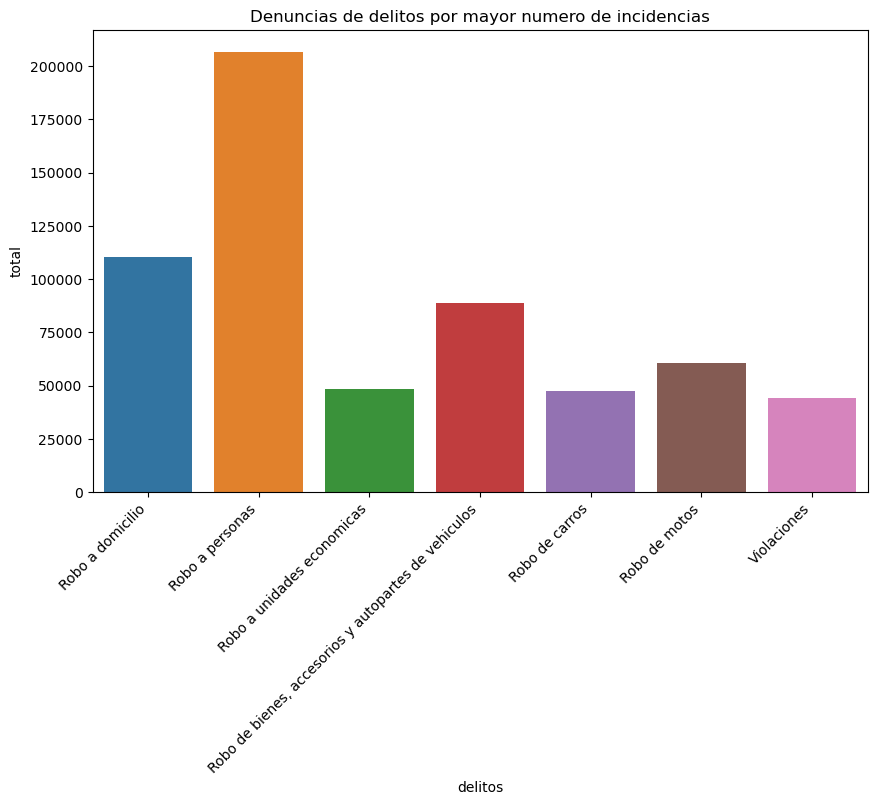 Denuncias de delitos por mayor numero de incidencias
total
200000
175000
150000
125000
100000
75000
50000
25000
0
Robo a domicilio
Robo a personas
Robo a unidades economicas
Robo de bienes, accesorios y autopartes de vehiculos
Robo de carros
Robo de motos
Violaciones
delitos